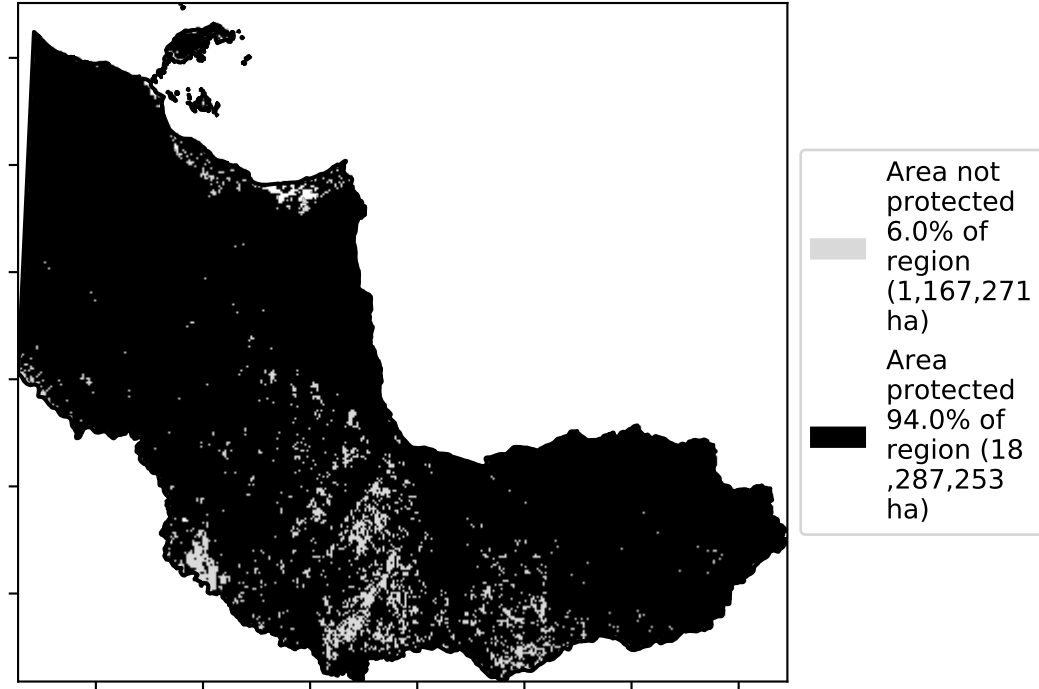 Area not
protected
6.0% of
region
(1,167,271
ha)
Area
protected
94.0% of
region (18
,287,253
ha)